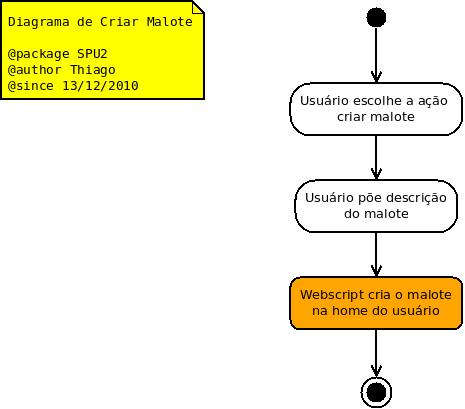 Diagrama de Criar Malote
@package SPU2
@author Thiago
@since 13/12/2010
Usuário escolhe a ação
criar malote
Usuário põe descrição
do malote
Webscript cria o malote
na home do usuário